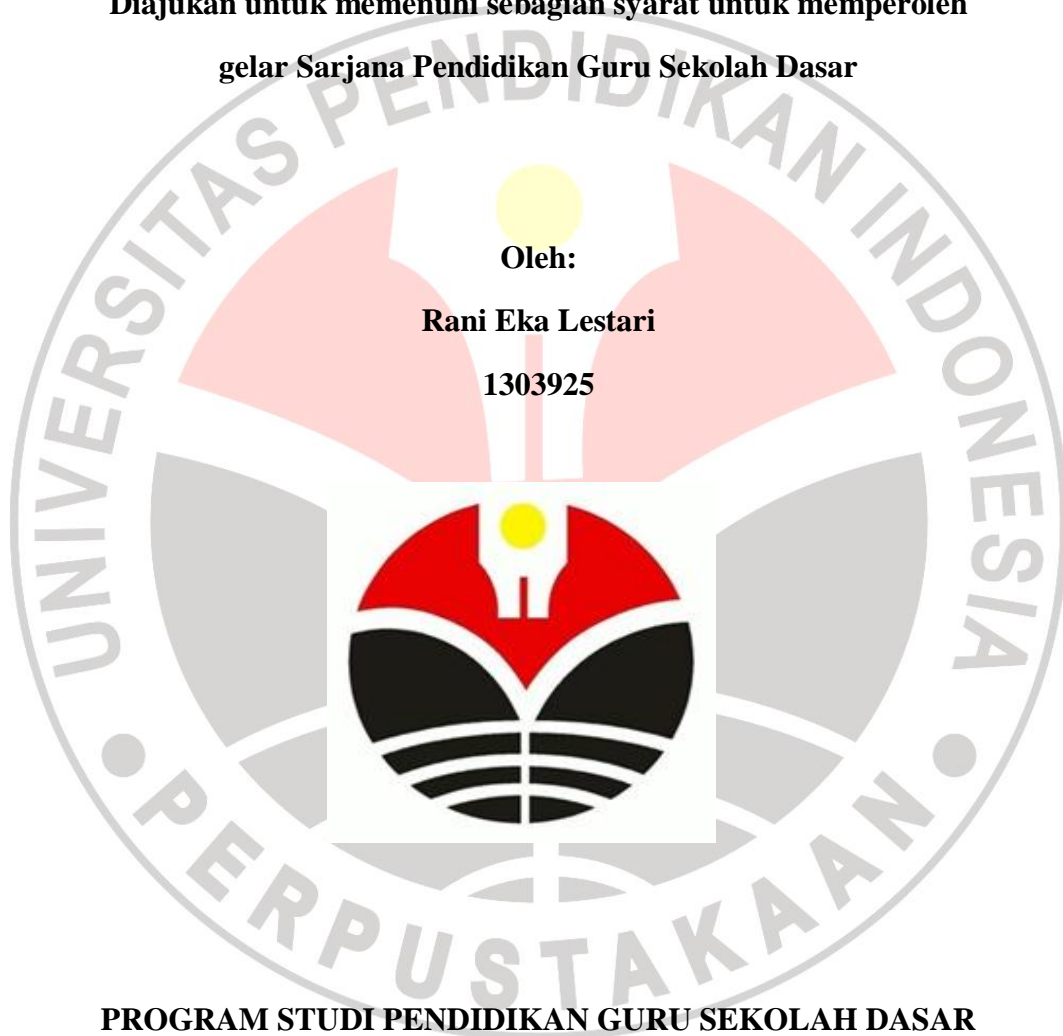 Diajukan untuk memenuhi sebagian syarat untuk memperoleh
gelar Sarjana Pendidikan Guru Sekolah Dasar
UNIVERSITAS PENDIDIKAN INDONESIA
Oleh:
Rani Eka Lestari
1303925
• PERPUSTAKAAN •
PROGRAM STUDI PENDIDIKAN GURU SEKOLAH DASAR